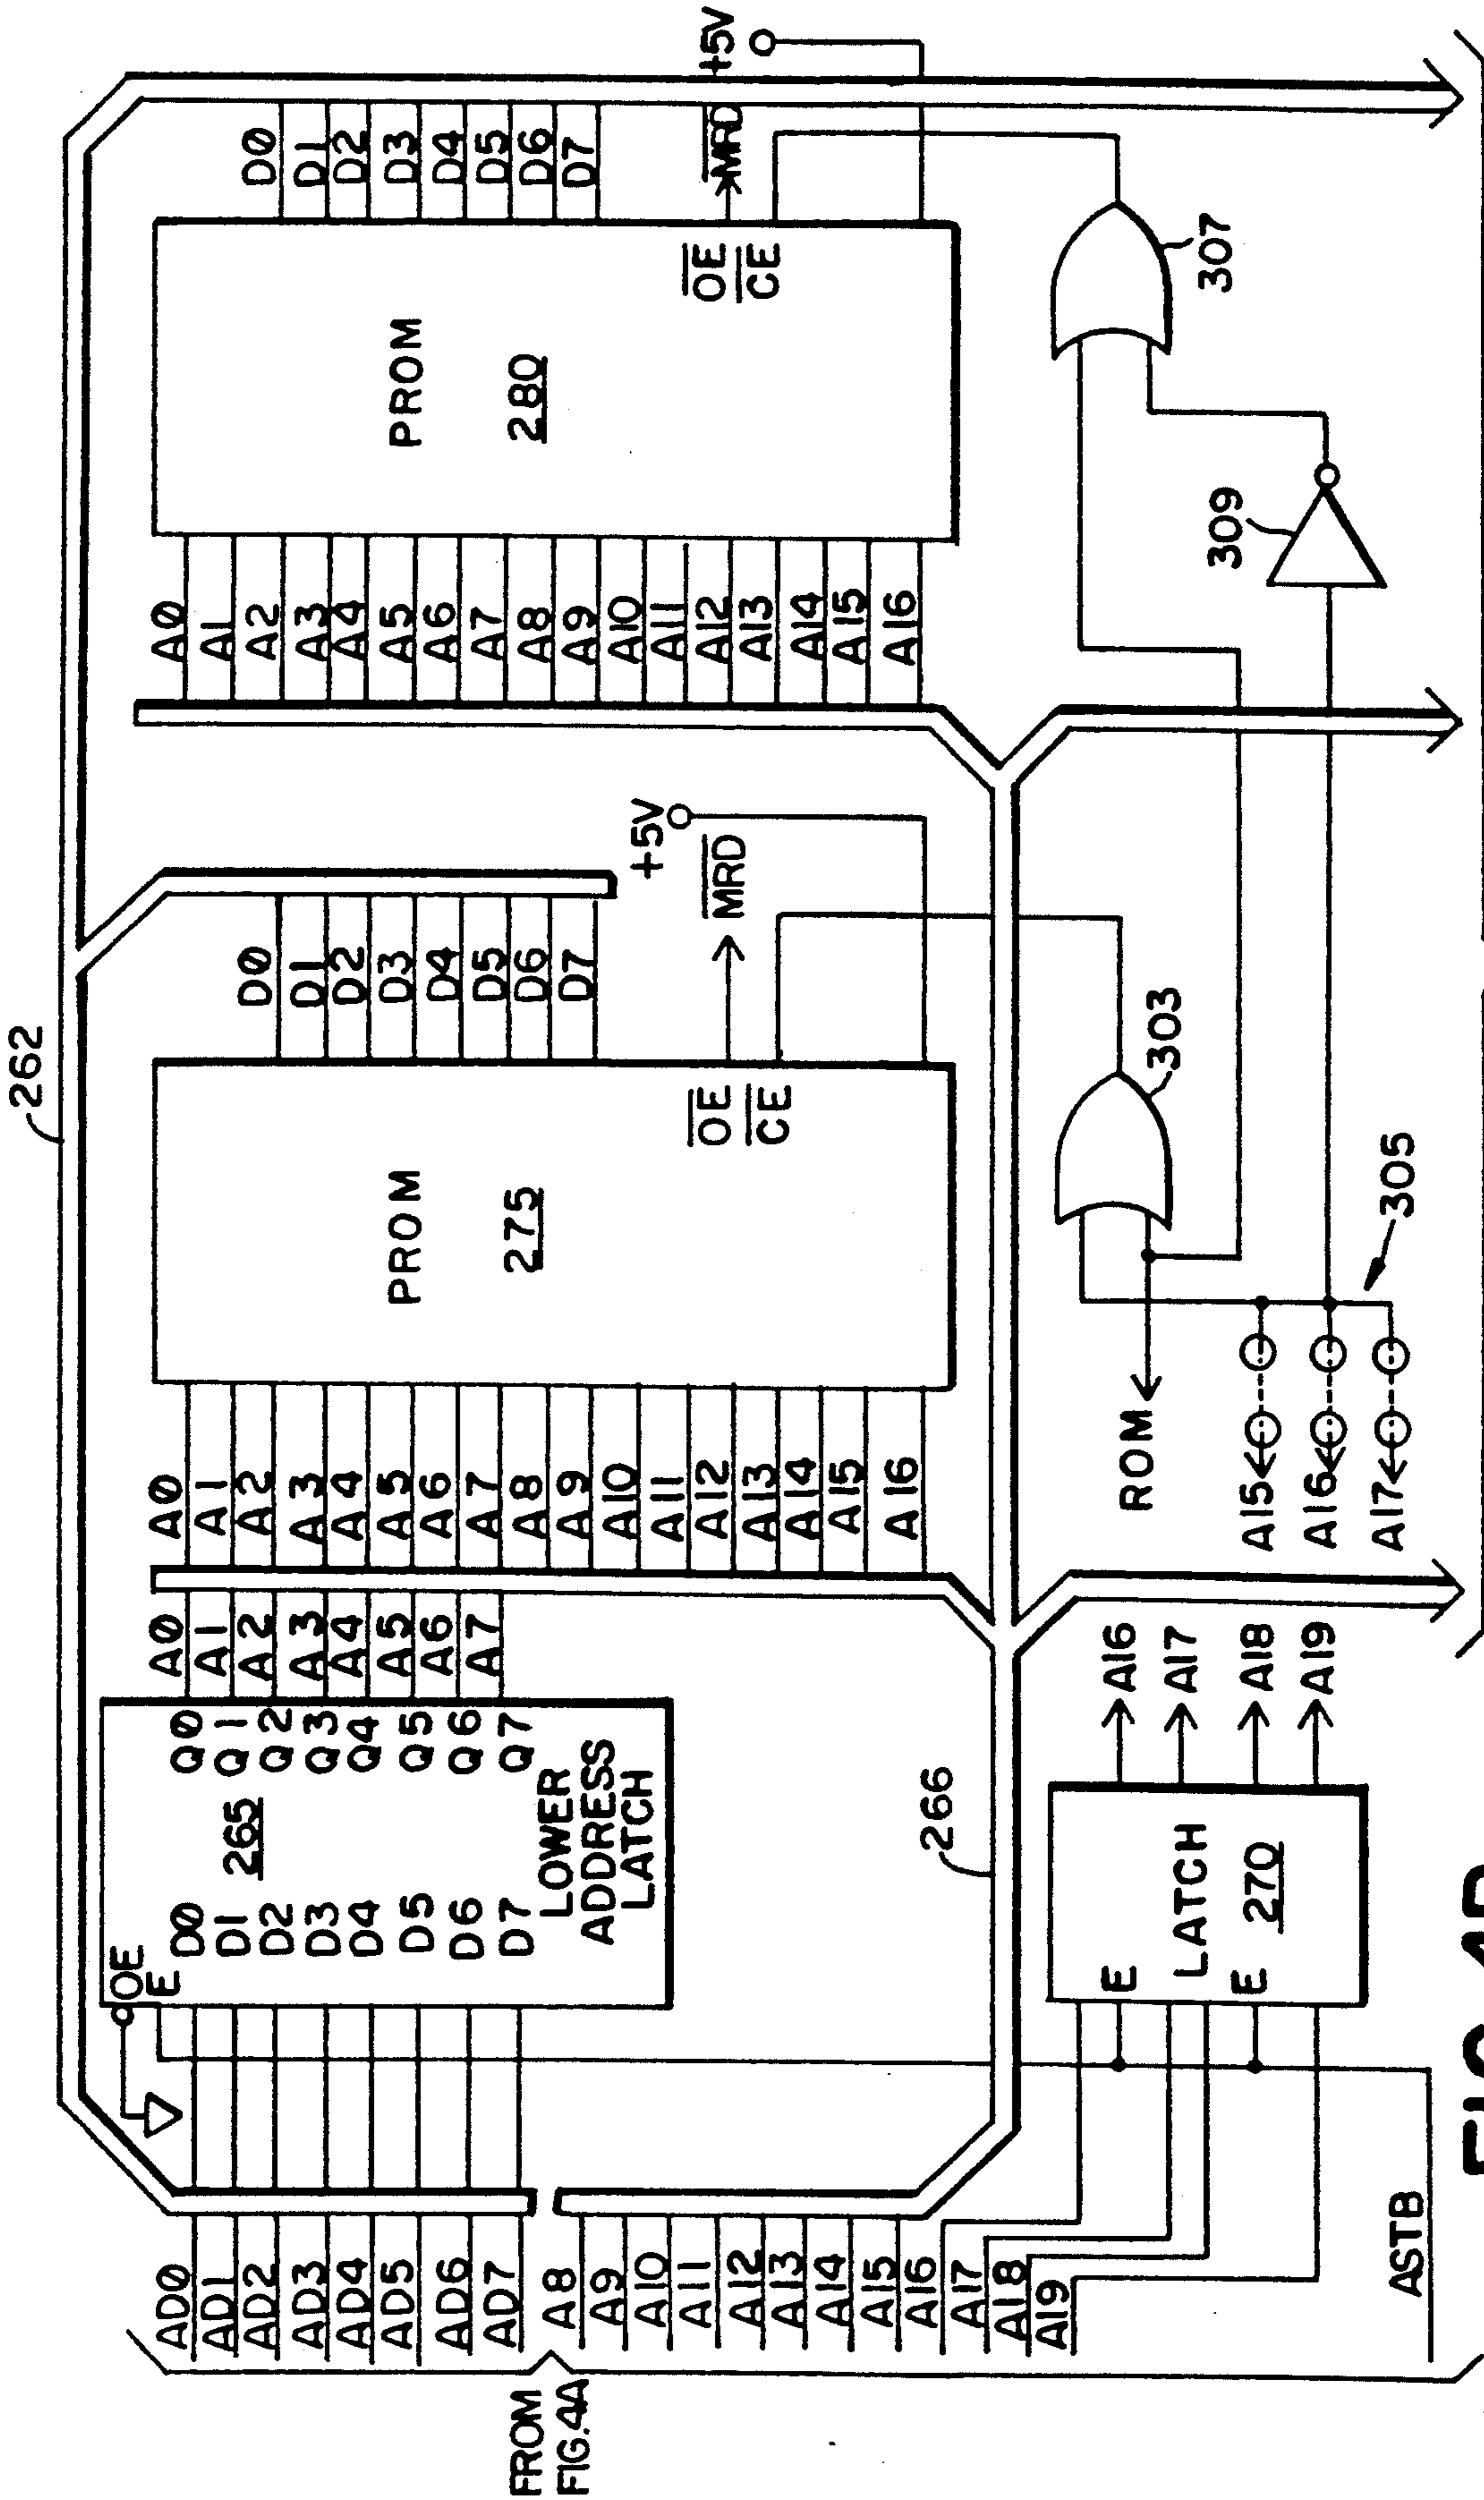 262
FROM
FIG. 4A
AD0
AD1
AD2
AD3
AD4
AD5
AD6
AD7
A8
A9
A10
A11
A12
A13
A14
A15
A16
A17
A18
A19
ASTB
OE
E
D0
D1
D2
D3
D4
D5
D6
D7
265
Q0
Q1
Q2
Q3
Q4
Q5
Q6
Q7
LOWER
ADDRESS
LATCH
A0
A1
A2
A3
A4
A5
A6
A7
266
E
LATCH
E
270
A16
A17
A18
A19
A0
A1
A2
A3
A4
A5
A6
A7
A8
A9
A10
A11
A12
A13
A14
A15
A16
PROM
275
OE
CE
D0
D1
D2
D3
D4
D5
D6
D7
+5V
MRD
ROM
A15
A16
A17
305
303
A0
A1
A2
A3
A4
A5
A6
A7
A8
A9
A10
A11
A12
A13
A14
A15
A16
PROM
280
OE
CE
D0
D1
D2
D3
D4
D5
D6
D7
MRD
+5V
309
307